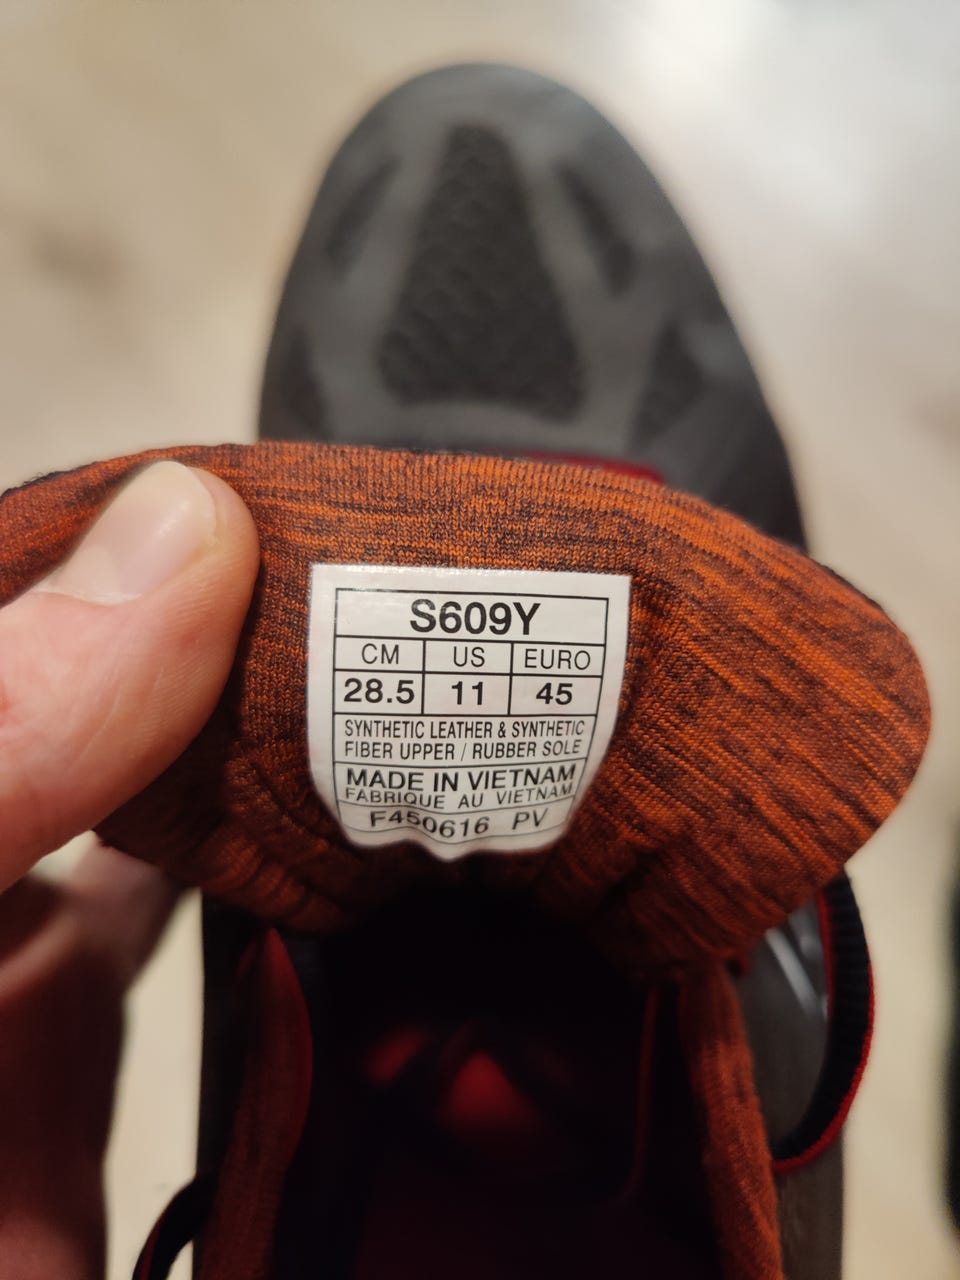 S609Y
CM US EURO
28.5 11 45
SYNTHETIC LEATHER & SYNTHETIC
FIBER UPPER / RUBBER SOLE
MADE IN VIETNAM
FABRIQUE AU VIETNAM
F450616 PV